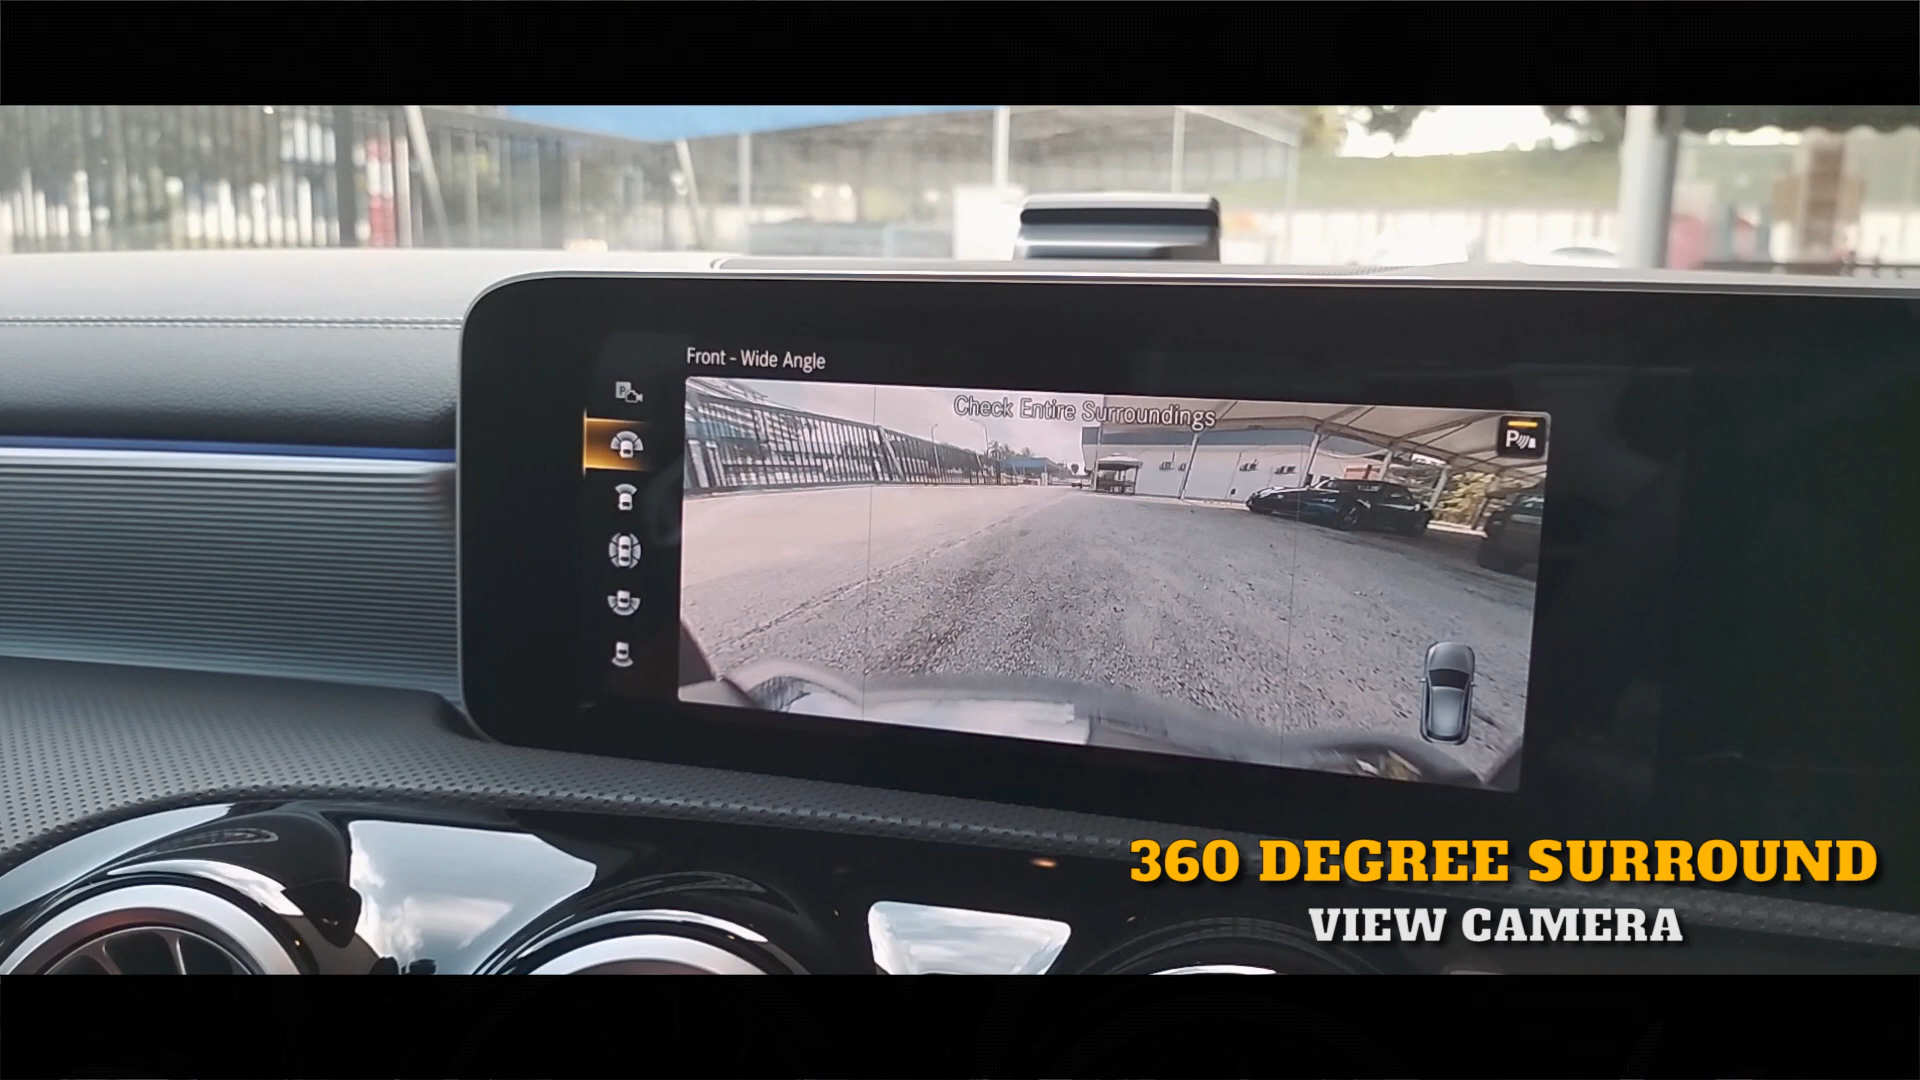 Front - Wide Angle
Check Entire Surroundings
P
P
360 DEGREE SURROUND
VIEW CAMERA